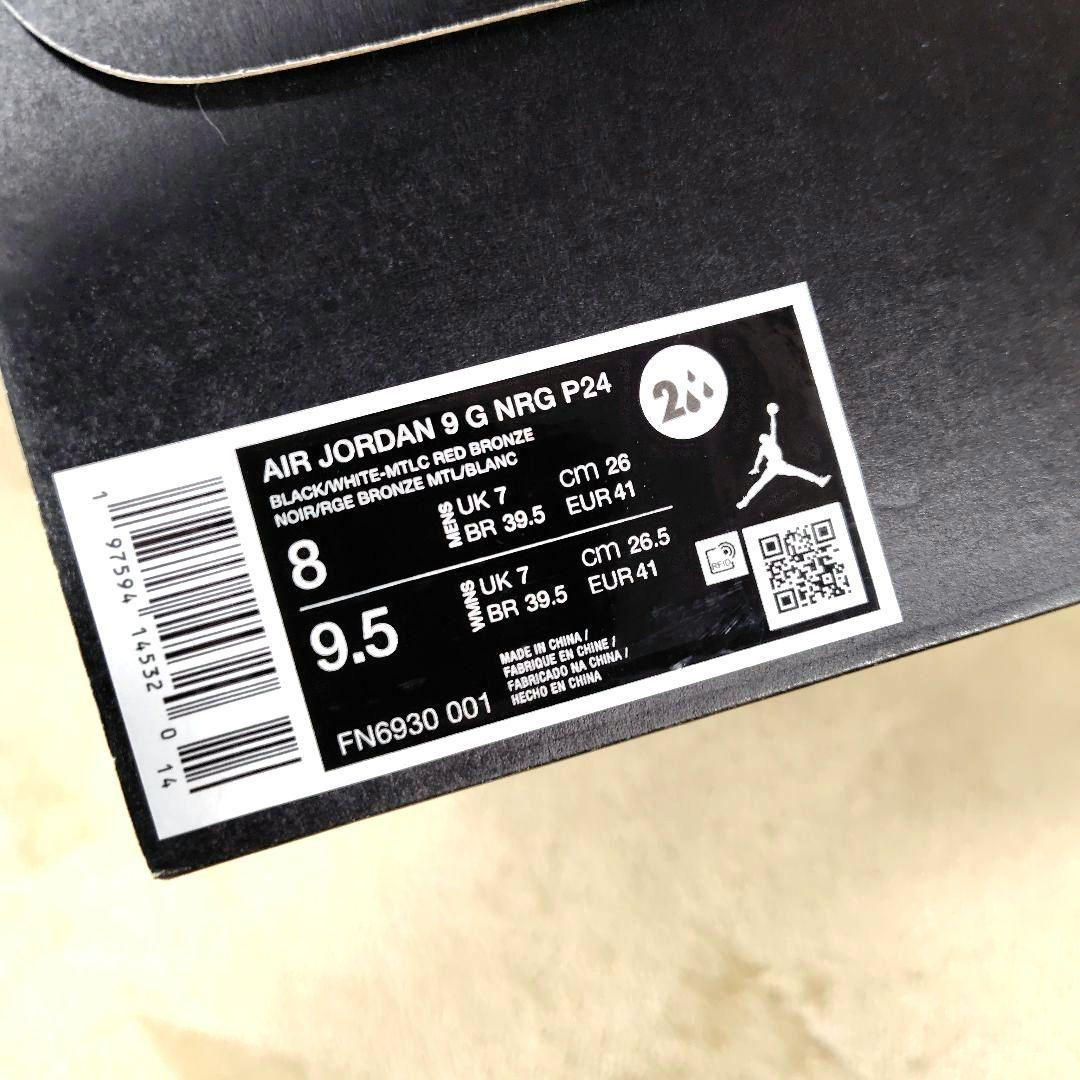 AIR JORDAN 9 G NRG P24
BLACK/WHITE-MTLC RED BRONZE
NOIR/RGE BRONZE MTL/BLANC
8
MENS
UK 7
BR 39.5
cm 26
EUR 41
9.5
WMNS
UK 7
BR 39.5
cm 26.5
EUR 41
FN6930 001
MADE IN CHINA /
FABRIQUE EN CHINE /
FABRICADO NA CHINA /
HECHO EN CHINA
RFID
2
1 97594 14532 0 14